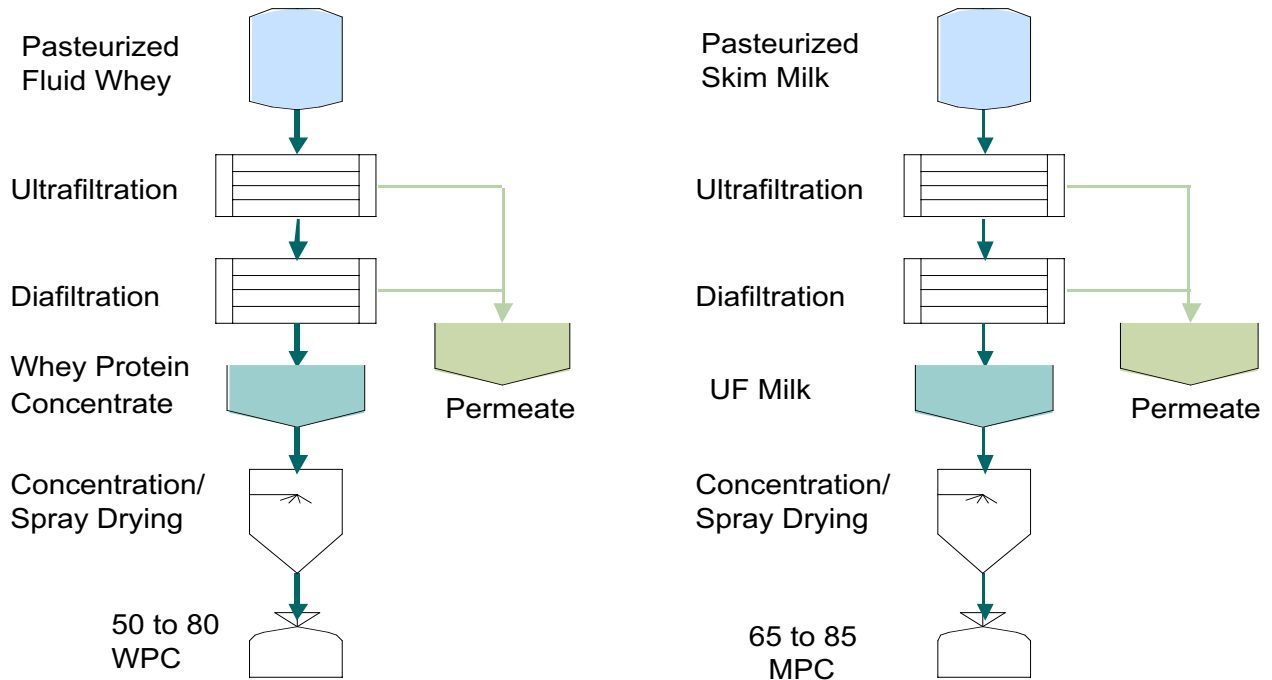 Pasteurized
Fluid Whey
Ultrafiltration
Diafiltration
Whey Protein
Concentrate
Permeate
Concentration/
Spray Drying
50 to 80
WPC
Pasteurized
Skim Milk
Ultrafiltration
Diafiltration
UF Milk
Permeate
Concentration/
Spray Drying
65 to 85
MPC